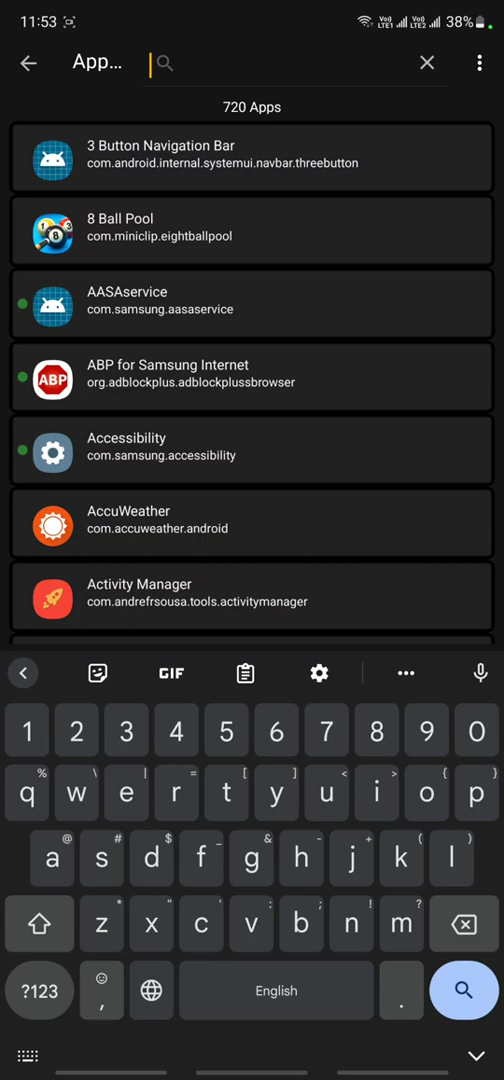 11:53 LTE1 LTE2 38%
App...
720 Apps
3 Button Navigation Bar
com.android.internal.systemui.navbar.threebutton
8 Ball Pool
com.miniclip.eightballpool
AASAservice
com.samsung.aasaservice
ABP
ABP for Samsung Internet
org.adblockplus.adblockplussbrowser
Accessibility
com.samsung.accessibility
AccuWeather
com.accuweather.android
Activity Manager
com.andrefrsousa.tools.activitymanager
GIF
1 2 3 4 5 6 7 8 9 0
% \ | = [ ] < > { }
q w e r t y u i o p
@ # $ _ & - + ( )
a s d f g h j k l
* " ' : ; ! ?
z x c v b n m
?123 , English .